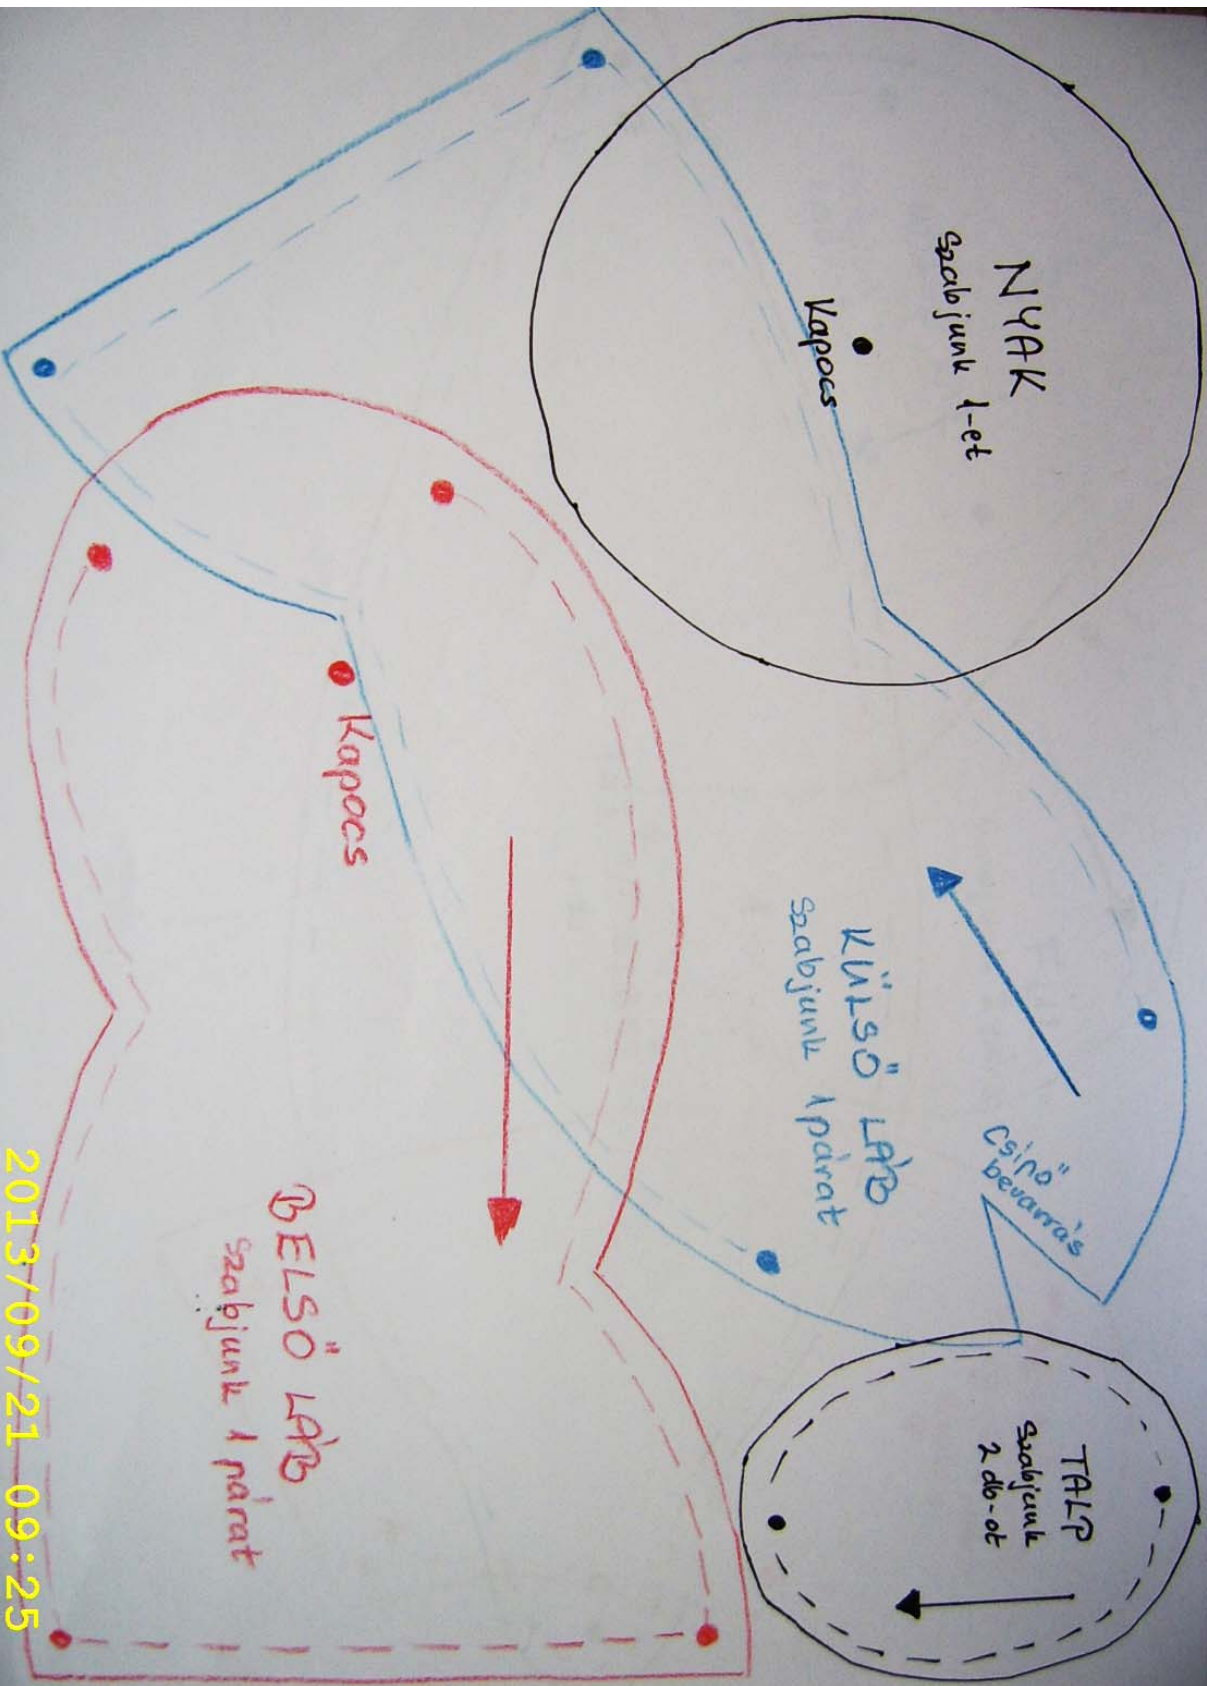 NYAK
szabjunk 1-et
Kapocs
KÜLSŐ LÁB
szabjunk 1 párat
csípő
bevarrás
TALP
szabjunk
2 db-ot
Kapocs
BELSŐ LÁB
szabjunk 1 párat
2013/09/21 09:25